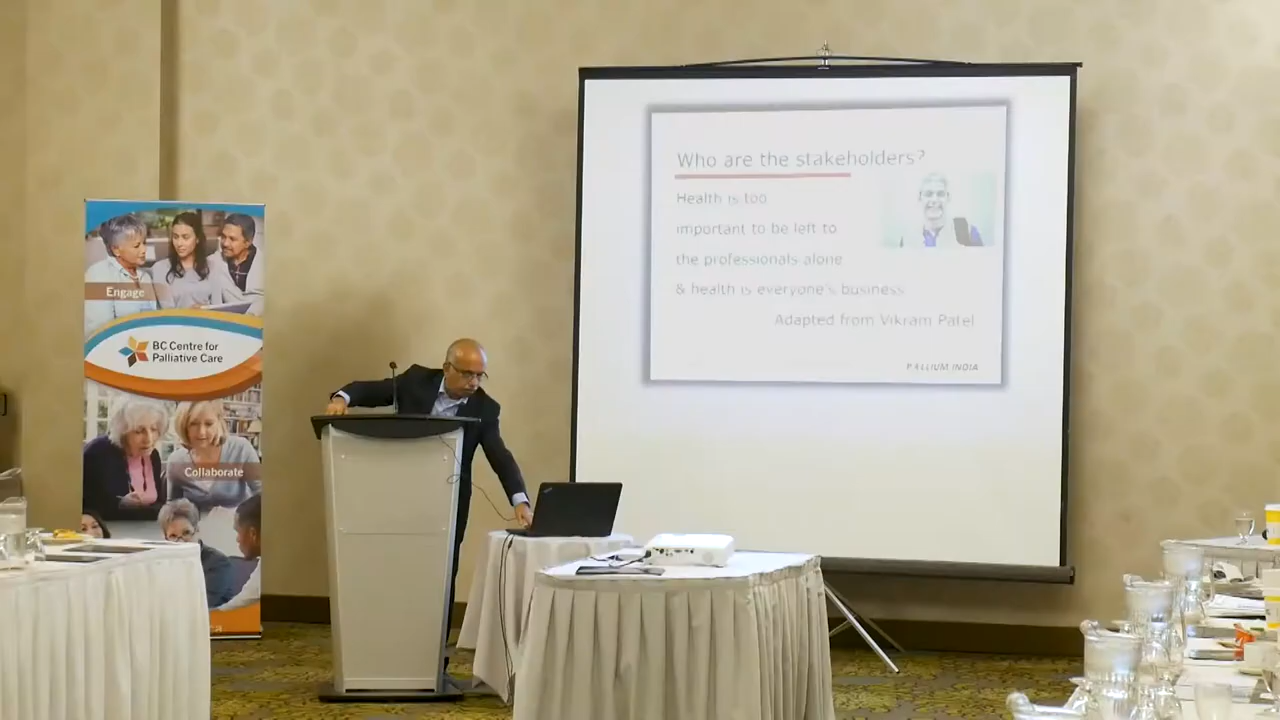 Engage
BC Centre for
Palliative Care
Collaborate
ca
Who are the stakeholders?
Health is too
important to be left to
the professionals alone
& health is everyone's business
Adapted from Vikram Patel
PALLIUM INDIA